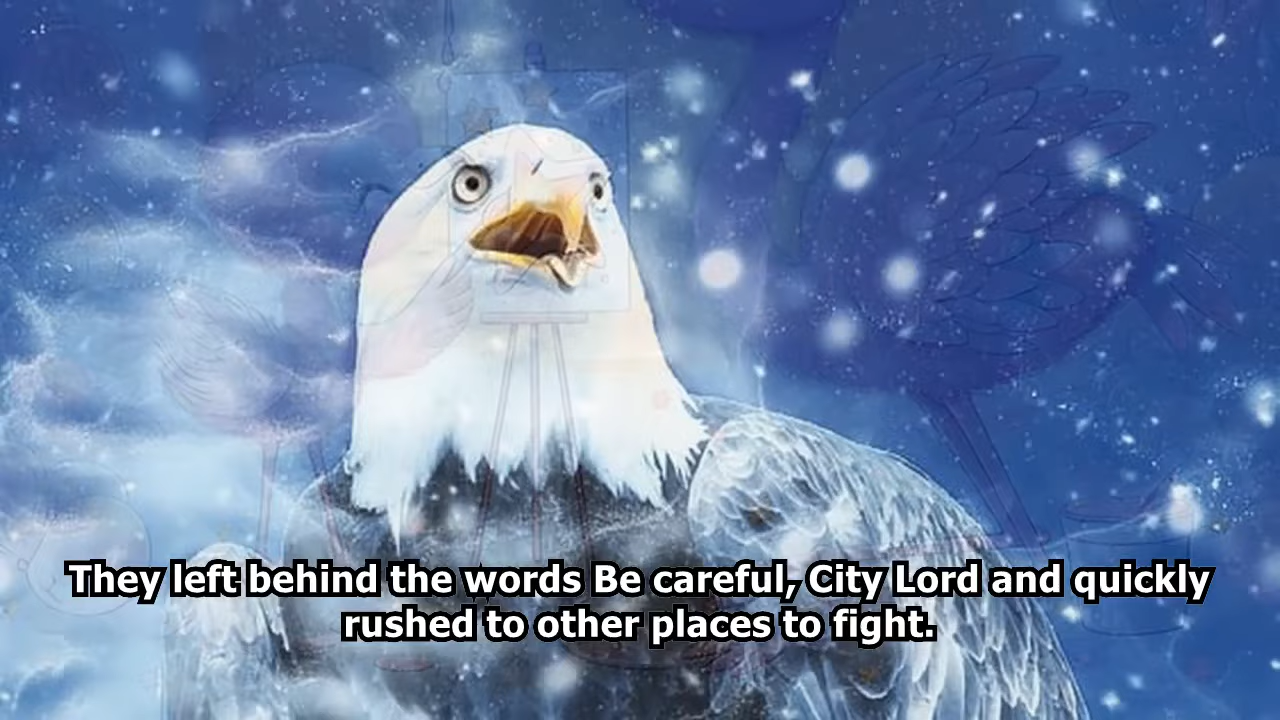 They left behind the words Be careful, City Lord and quickly
rushed to other places to fight.